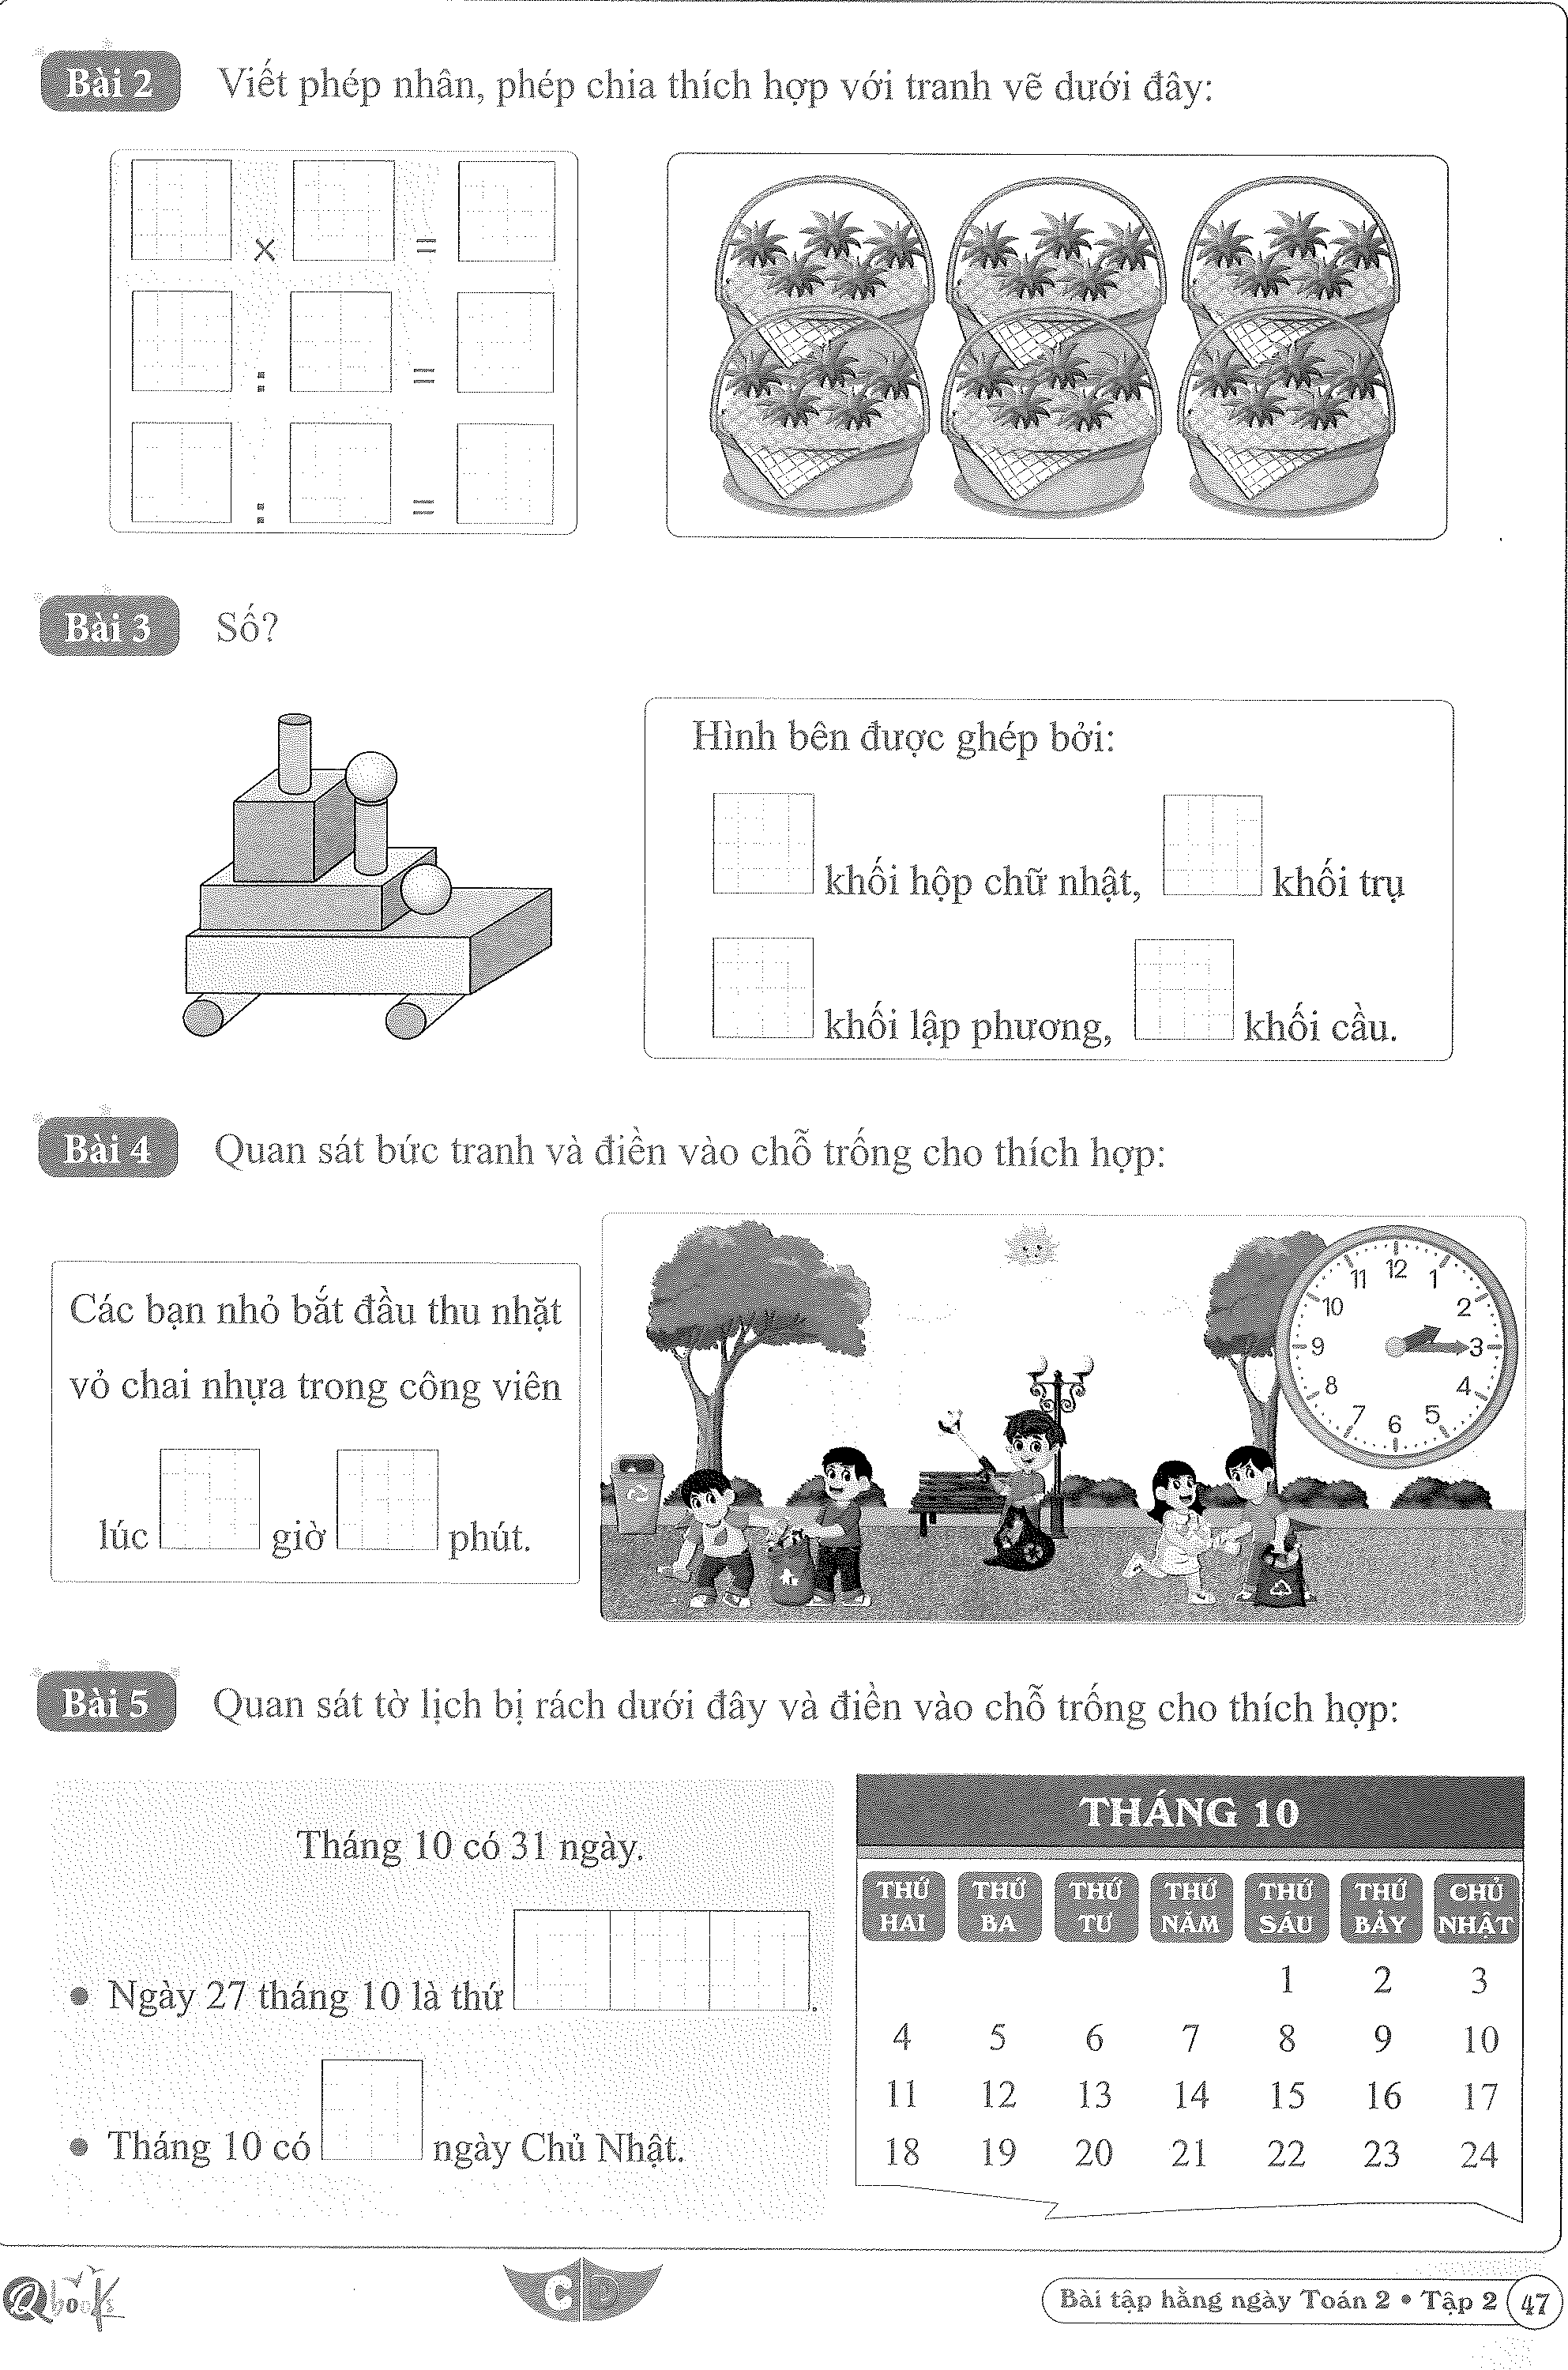 Bài 2 Viết phép nhân, phép chia thích hợp với tranh vẽ dưới đây:
× =
: =
: =
Bài 3 Số?
Hình bên được ghép bởi:
khối hộp chữ nhật, khối trụ
khối lập phương, khối cầu.
Bài 4 Quan sát bức tranh và điền vào chỗ trống cho thích hợp:
Các bạn nhỏ bắt đầu thu nhặt
vỏ chai nhựa trong công viên
lúc giờ phút.
12 1 2 3 4 5 6 7 8 9 10 11
Bài 5 Quan sát tờ lịch bị rách dưới đây và điền vào chỗ trống cho thích hợp:
Tháng 10 có 31 ngày.
• Ngày 27 tháng 10 là thứ .
• Tháng 10 có ngày Chủ Nhật.
THÁNG 10
THỨ HAI THỨ BA THỨ TƯ THỨ NĂM THỨ SÁU THỨ BẢY CHỦ NHẬT
1 2 3
4 5 6 7 8 9 10
11 12 13 14 15 16 17
18 19 20 21 22 23 24
Qbooks
CD
Bài tập hằng ngày Toán 2 • Tập 2 47